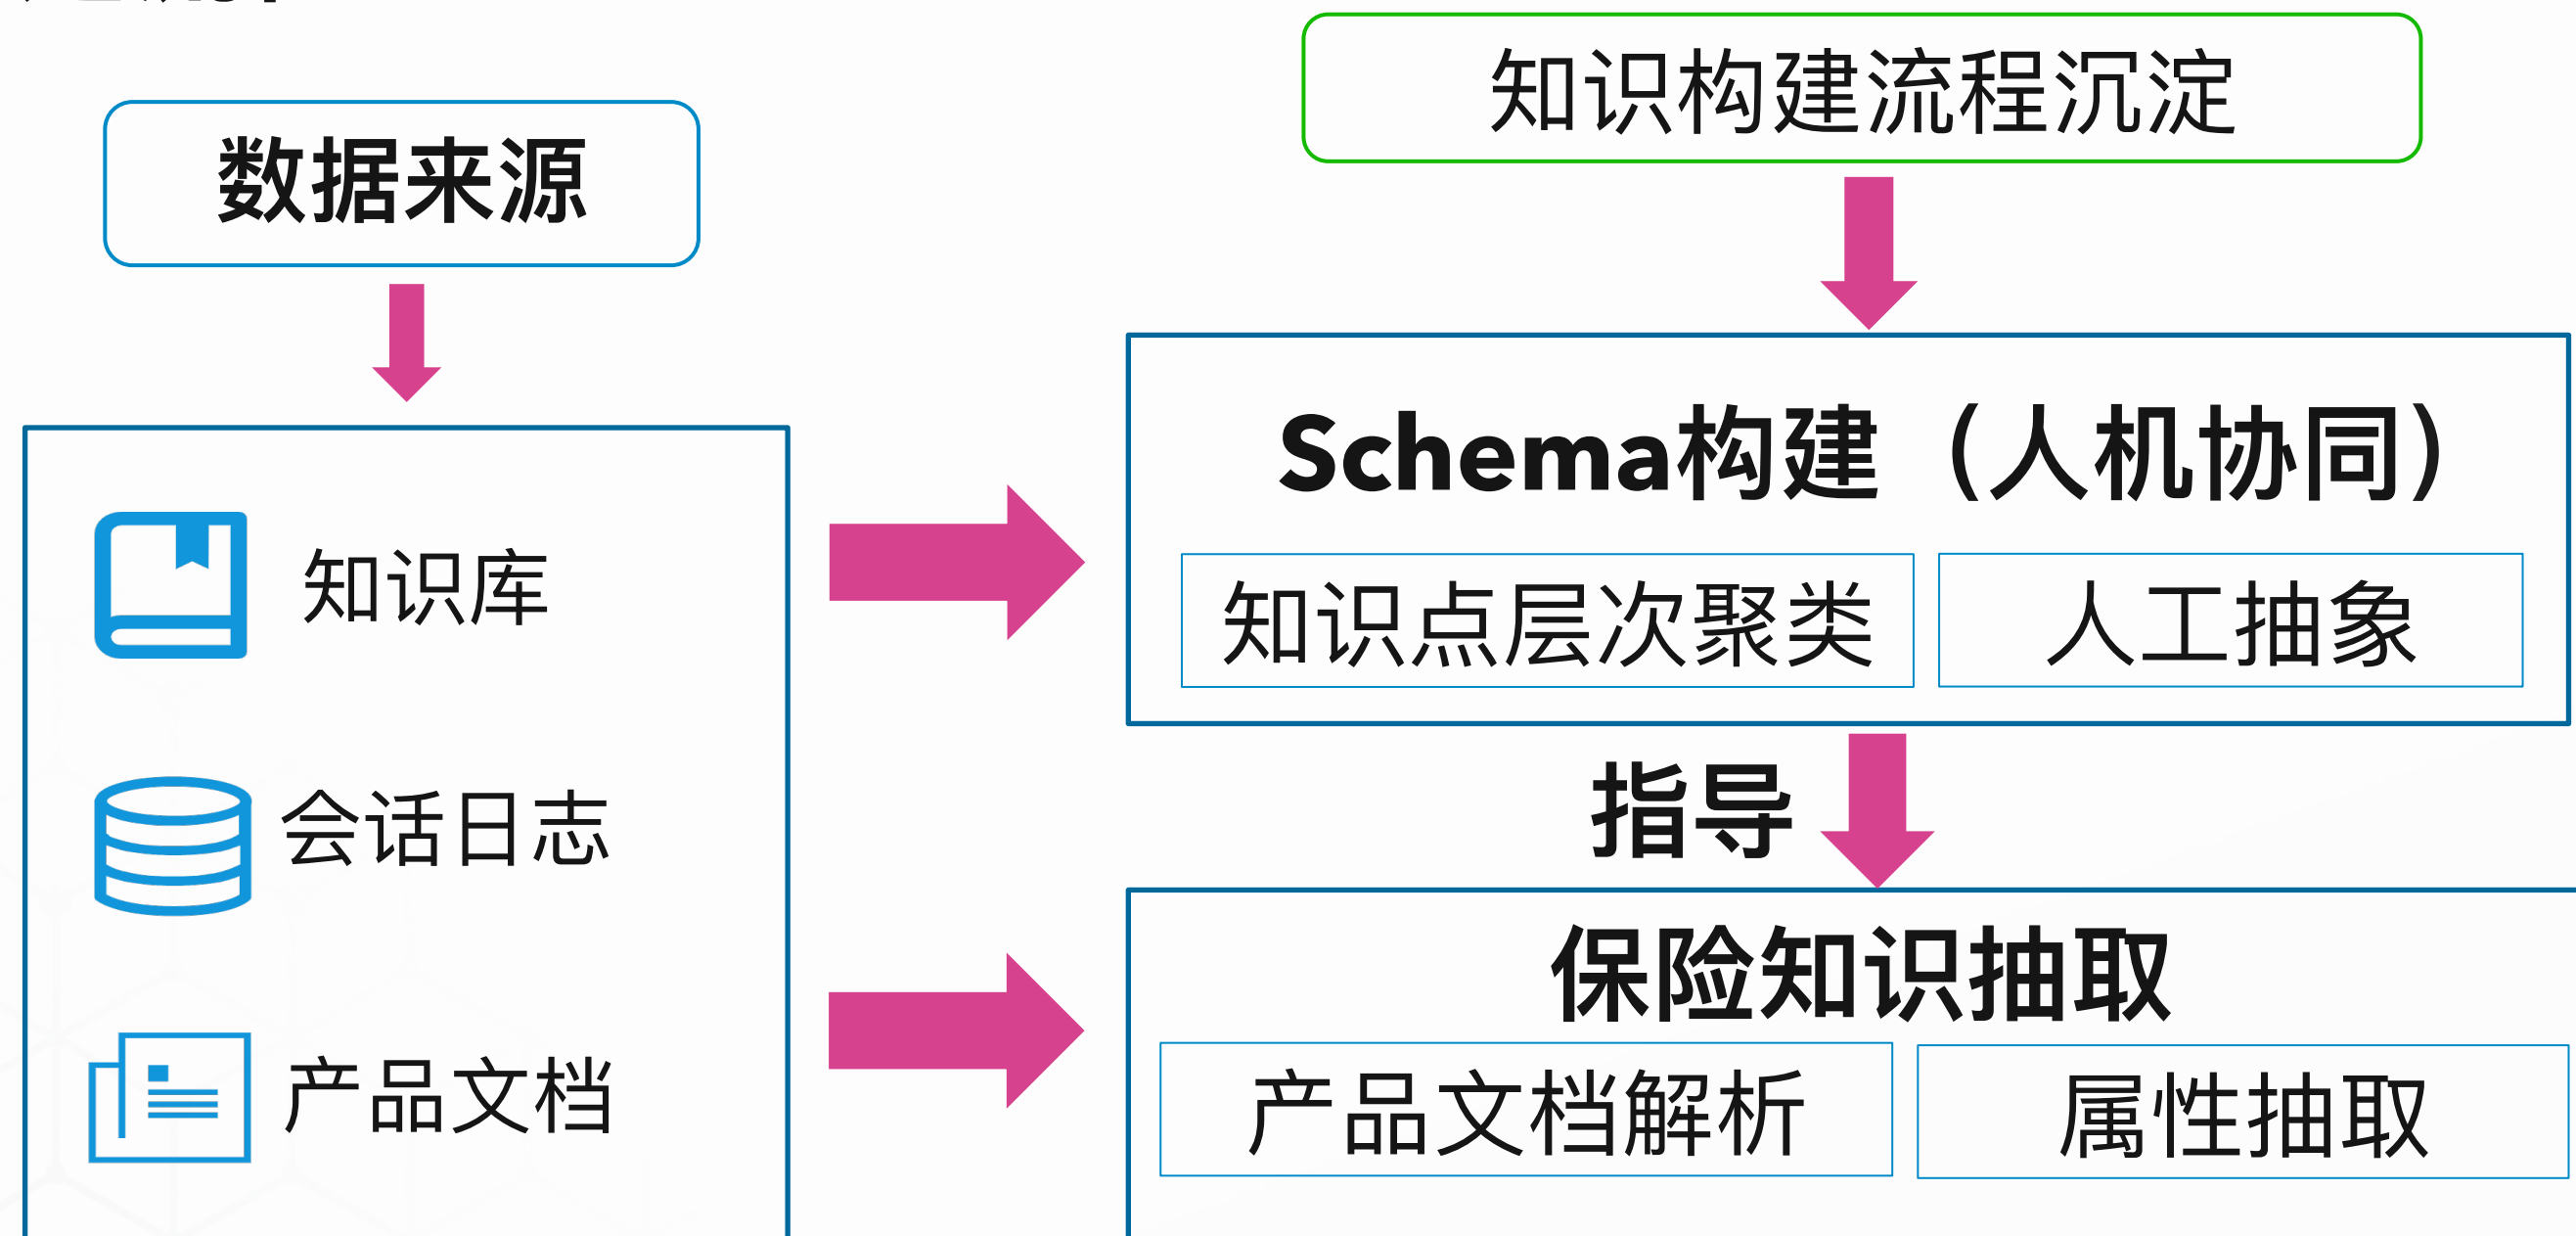 数据来源
知识库
会话日志
产品文档
知识构建流程沉淀
Schema构建（人机协同）
知识点层次聚类
人工抽象
指导
保险知识抽取
产品文档解析
属性抽取